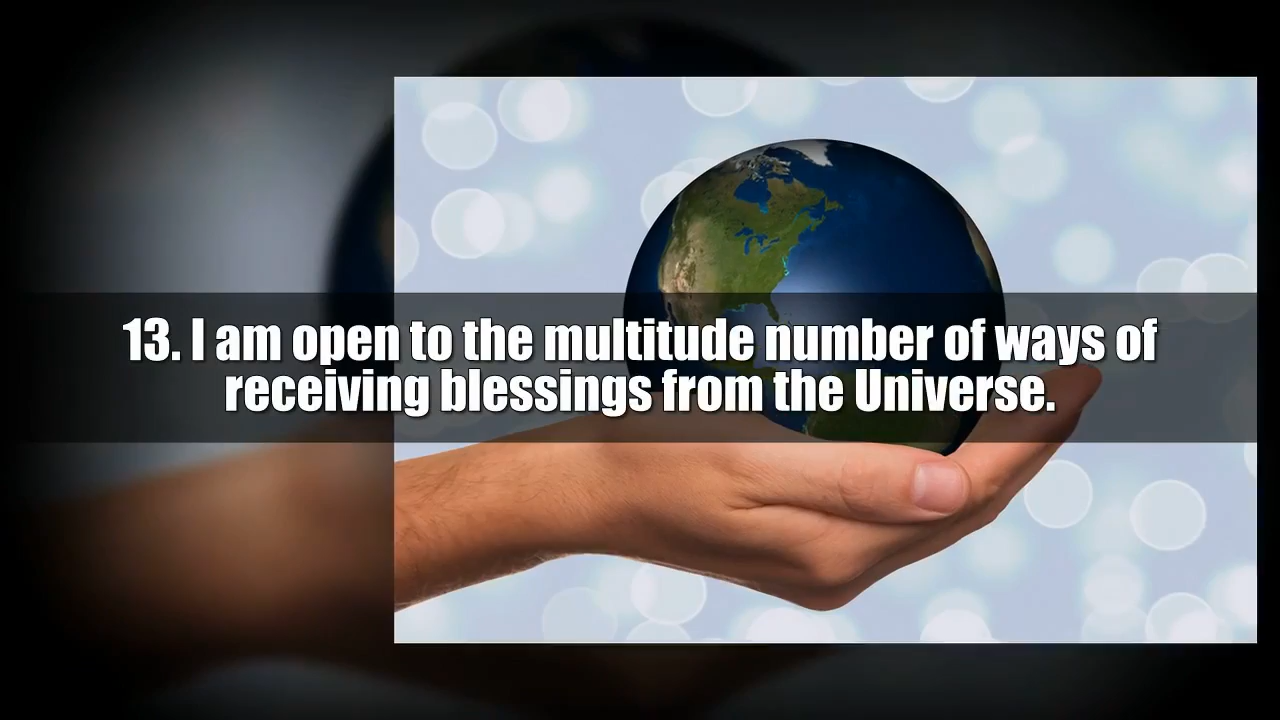 13. I am open to the multitude number of ways of
receiving blessings from the Universe.